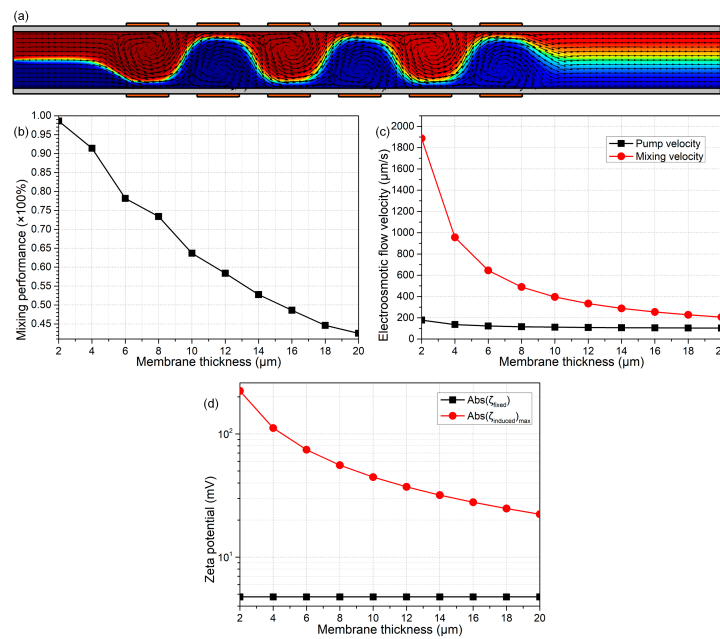 (a)
(b)
Mixing performance (×100%)
1.00
0.95
0.90
0.85
0.80
0.75
0.70
0.65
0.60
0.55
0.50
0.45
2 4 6 8 10 12 14 16 18 20
Membrane thickness (μm)
(c)
Electroosmotic flow velocity (μm/s)
2000
1800
1600
1400
1200
1000
800
600
400
200
0
Pump velocity
Mixing velocity
2 4 6 8 10 12 14 16 18 20
Membrane thickness (μm)
(d)
Zeta potential (mV)
10²
10¹
Abs(ζfixed)
Abs(ζinduced)max
2 4 6 8 10 12 14 16 18 20
Membrane thickness (μm)